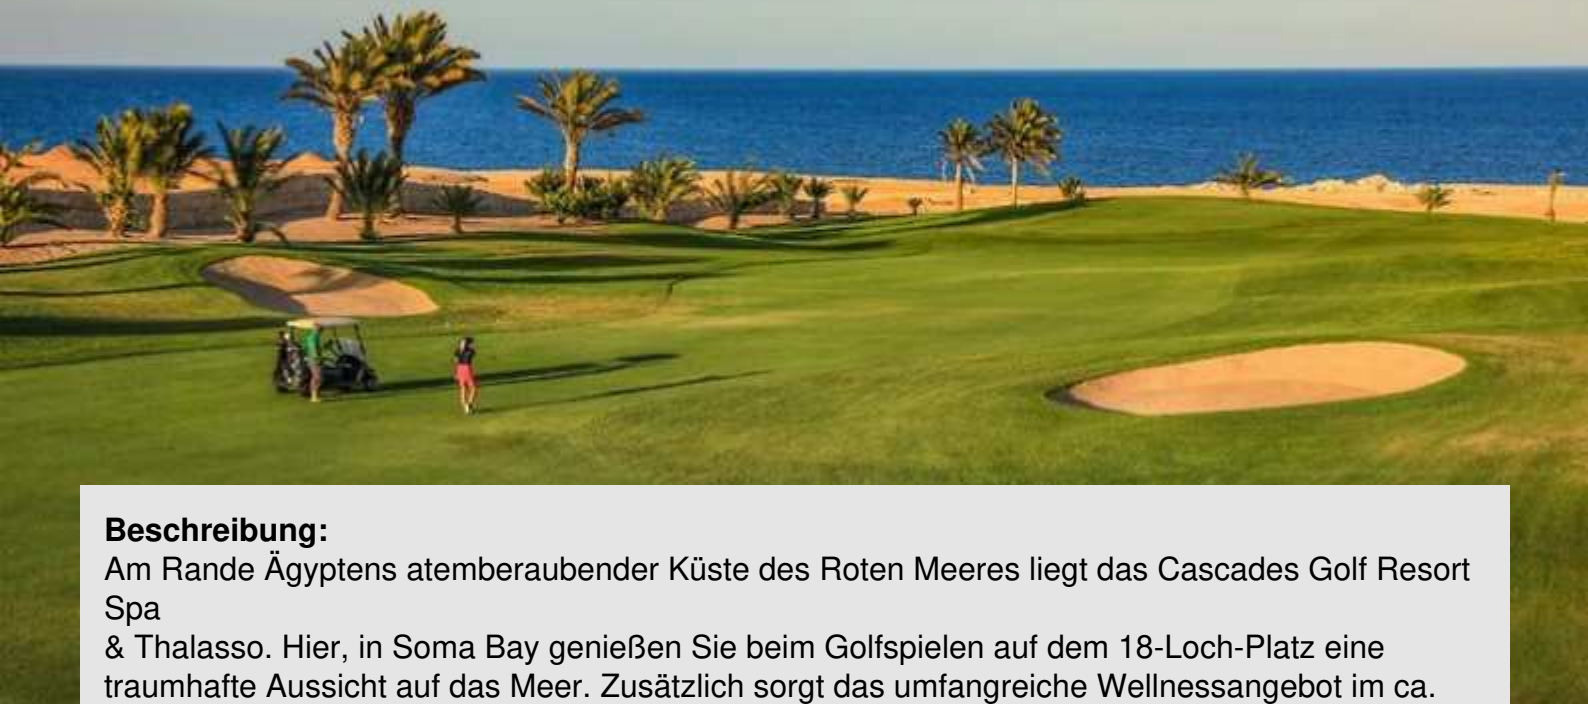 Beschreibung:
Am Rande Ägyptens atemberaubender Küste des Roten Meeres liegt das Cascades Golf Resort
Spa
& Thalasso. Hier, in Soma Bay genießen Sie beim Golfspielen auf dem 18-Loch-Platz eine
traumhafte Aussicht auf das Meer. Zusätzlich sorgt das umfangreiche Wellnessangebot im ca.